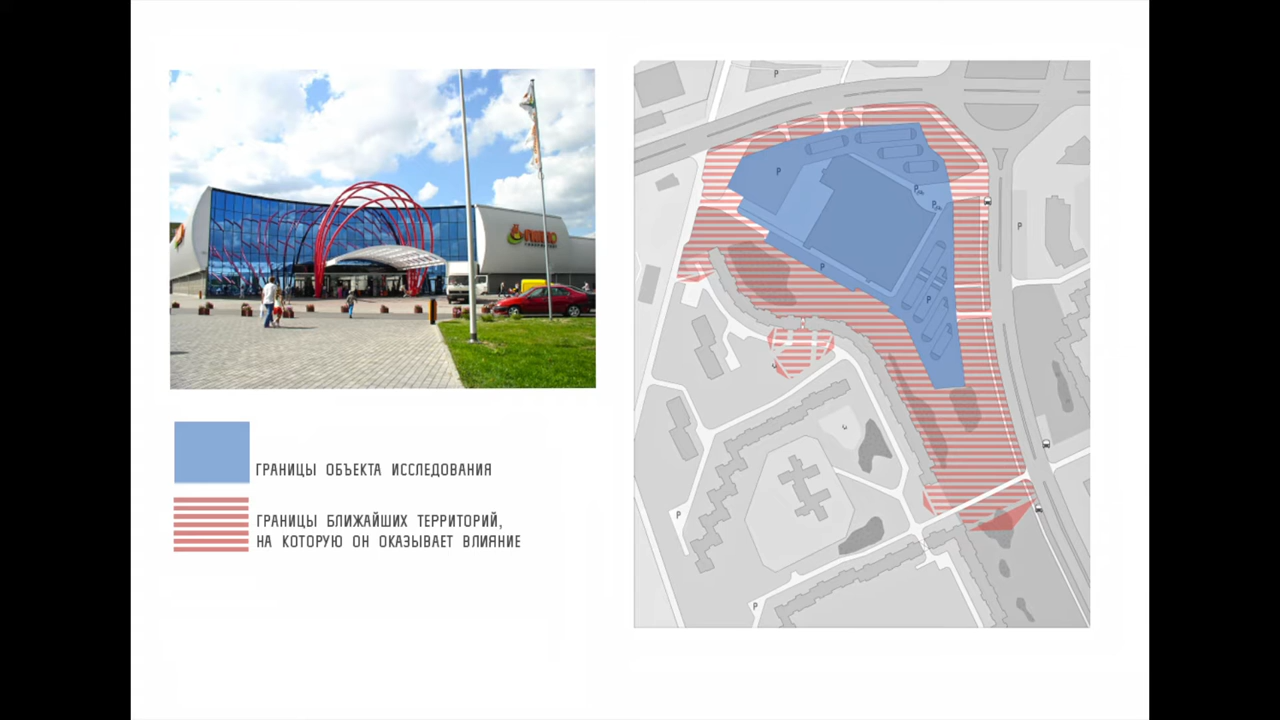 ГРАНИЦЫ ОБЪЕКТА ИССЛЕДОВАНИЯ
ГРАНИЦЫ БЛИЖАЙШИХ ТЕРРИТОРИЙ,
НА КОТОРУЮ ОН ОКАЗЫВАЕТ ВЛИЯНИЕ
P
P
P
P
P
P
P
P
P
P